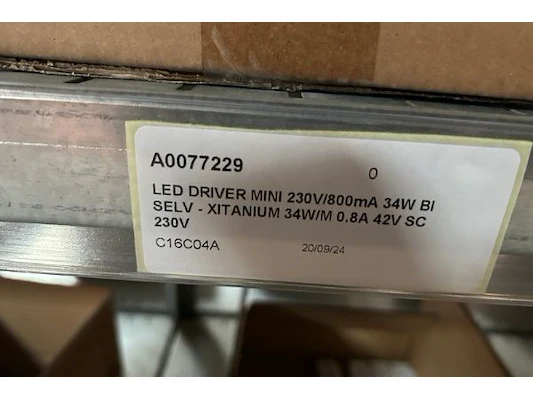 A0077229 0
LED DRIVER MINI 230V/800mA 34W BI
SELV - XITANIUM 34W/M 0.8A 42V SC
230V
C16C04A 20/09/24